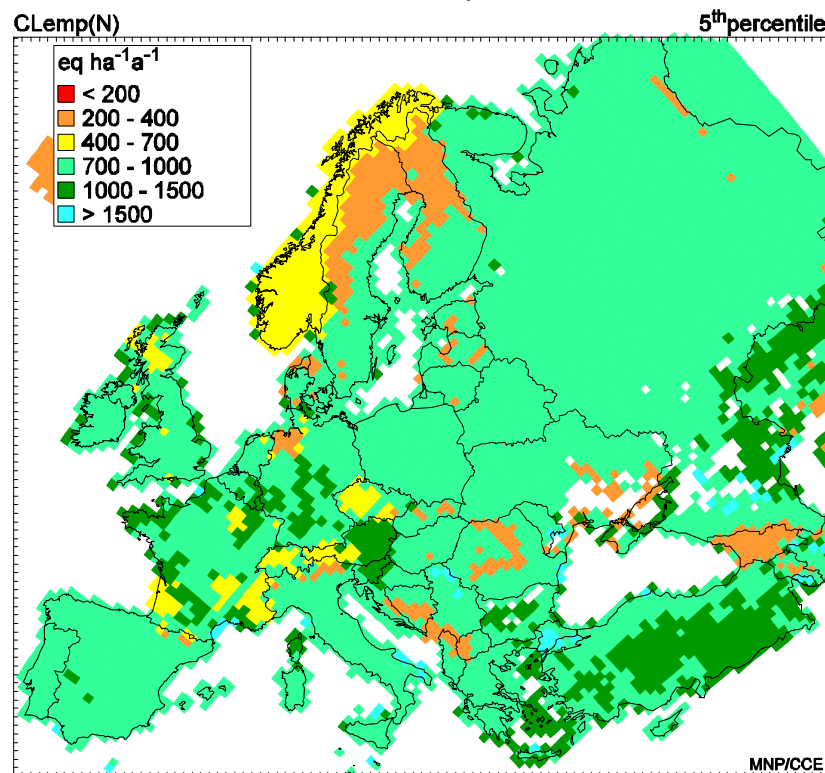 CLemp(N) 5thpercentile
eq ha⁻¹a⁻¹
< 200
200 - 400
400 - 700
700 - 1000
1000 - 1500
> 1500
MNP/CCE